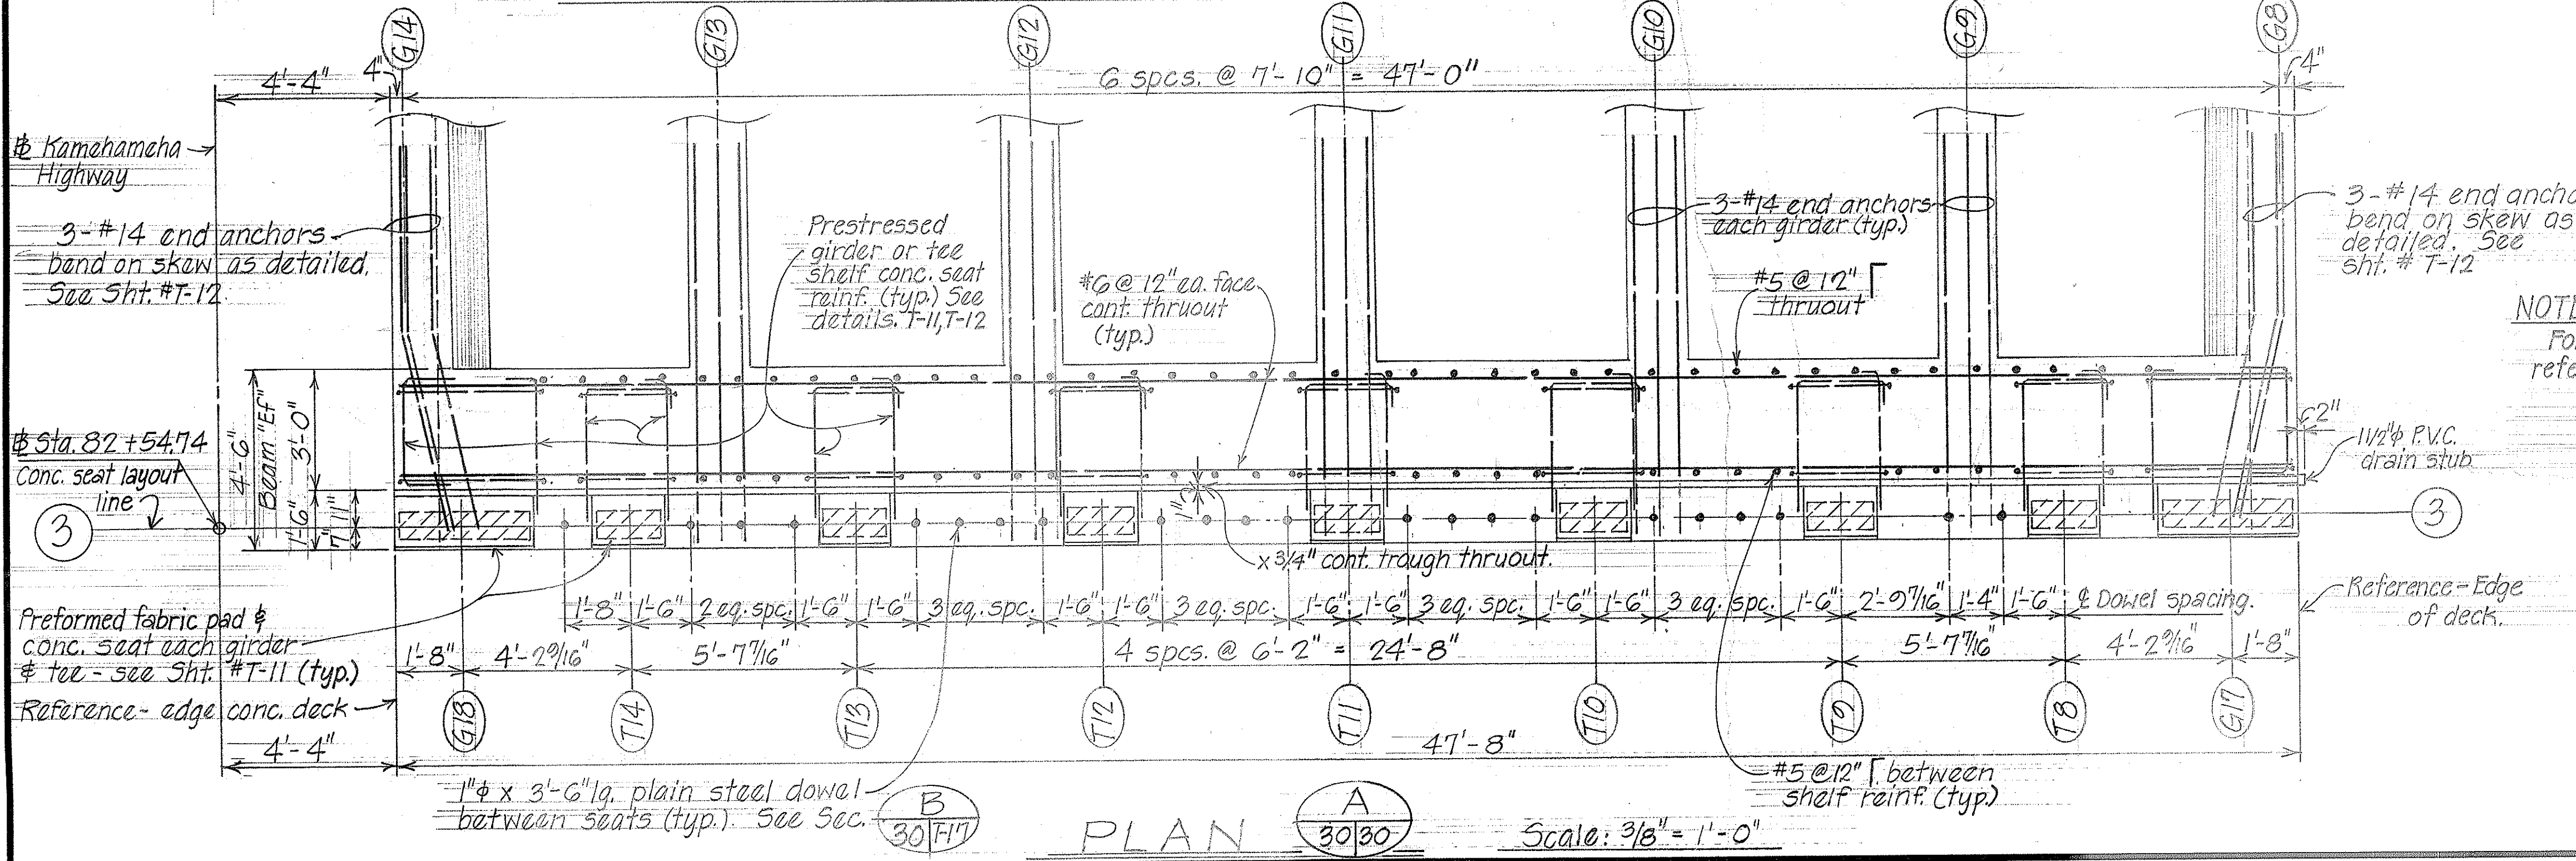 G14
G13
G12
G11
G10
G9
G8
4'-4"
4"
6 spcs. @ 7'-10" = 47'-0"
4"
℄ Kamehameha
Highway
3-#14 end anchors
bend on skew as detailed.
See Sht. #T-12
Prestressed
girder or tee
shelf conc. seat
reinf. (typ.) See
details. T-11, T-12
#6 @ 12" ea. face
cont. thruout
(typ.)
3-#14 end anchors
each girder (typ.)
#5 @ 12"
thruout
3-#14 end ancho
bend on skew as
detailed. See
sht. # T-12
NOTE
Fo
refe
℄ Sta. 82 + 54.74
Conc. seat layout
line
3
4'-6"
Beam "Ef"
3'-0"
1'-6"
11"
7"
2"
1 1/2"φ P.V.C.
drain stub
3
1 1/2"
x 3/4" cont. trough thruout.
Preformed fabric pad &
conc. seat each girder
& tee - see Sht. #T-11 (typ.)
Reference- edge conc. deck
1'-8" 1'-6" 2 eq. spc. 1'-6" 1'-6" 3 eq. spc. 1'-6" 1'-6" 3 eq. spc. 1'-6" 1'-6" 3 eq. spc. 1'-6" 1'-6" 3 eq. spc. 1'-6" 2'-9 7/16" 1'-4" 1'-6" ℄ Dowel spacing.
1'-8" 4'-2 9/16" 5'-7 7/16" 4 spcs. @ 6'-2" = 24'-8" 5'-7 7/16" 4'-2 9/16" 1'-8"
Reference-Edge
of deck.
G18
T14
T13
T12
T11
T10
T9
T8
G17
4'-4"
47'-8"
1"φ x 3'-6" lg. plain steel dowel
between seats (typ.). See Sec.
B
30 T-17
PLAN
A
30 30
Scale: 3/8" = 1'-0"
#5 @ 12" between
shelf reinf. (typ.)